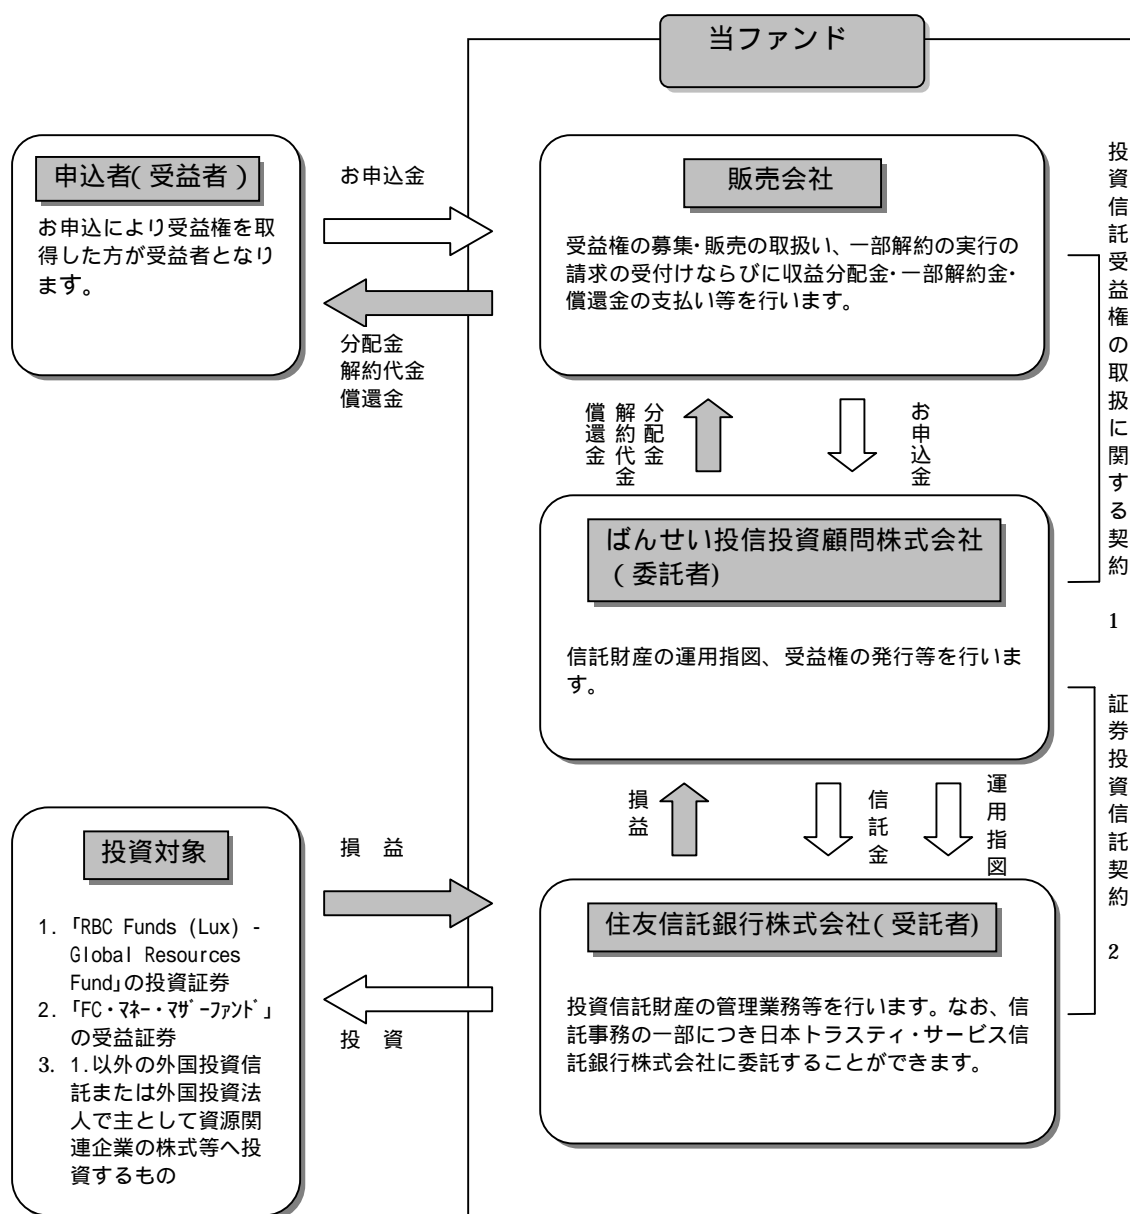 当ファンド
申込者(受益者)
お申込により受益権を取
得した方が受益者となり
ます。
お申込金
分配金
解約代金
償還金
販売会社
受益権の募集・販売の取扱い、一部解約の実行の
請求の受付けならびに収益分配金・一部解約金・
償還金の支払い等を行います。
投資信託受益権の取扱に関する契約 1
分配金
解約代金
償還金
お申込金
ばんせい投信投資顧問株式会社
(委託者)
信託財産の運用指図、受益権の発行等を行いま
す。
証券投資信託契約 2
損益
信託金
運用指図
投資対象
1. 「RBC Funds (Lux) -
Global Resources
Fund」の投資証券
2. 「FC・ﾏﾈｰ・ﾏｻﾞｰﾌｧﾝﾄﾞ」
の受益証券
3. 1.以外の外国投資信
託または外国投資法
人で主として資源関
連企業の株式等へ投
資するもの
損 益
投 資
住友信託銀行株式会社(受託者)
投資信託財産の管理業務等を行います。なお、信
託事務の一部につき日本トラスティ・サービス信
託銀行株式会社に委託することができます。